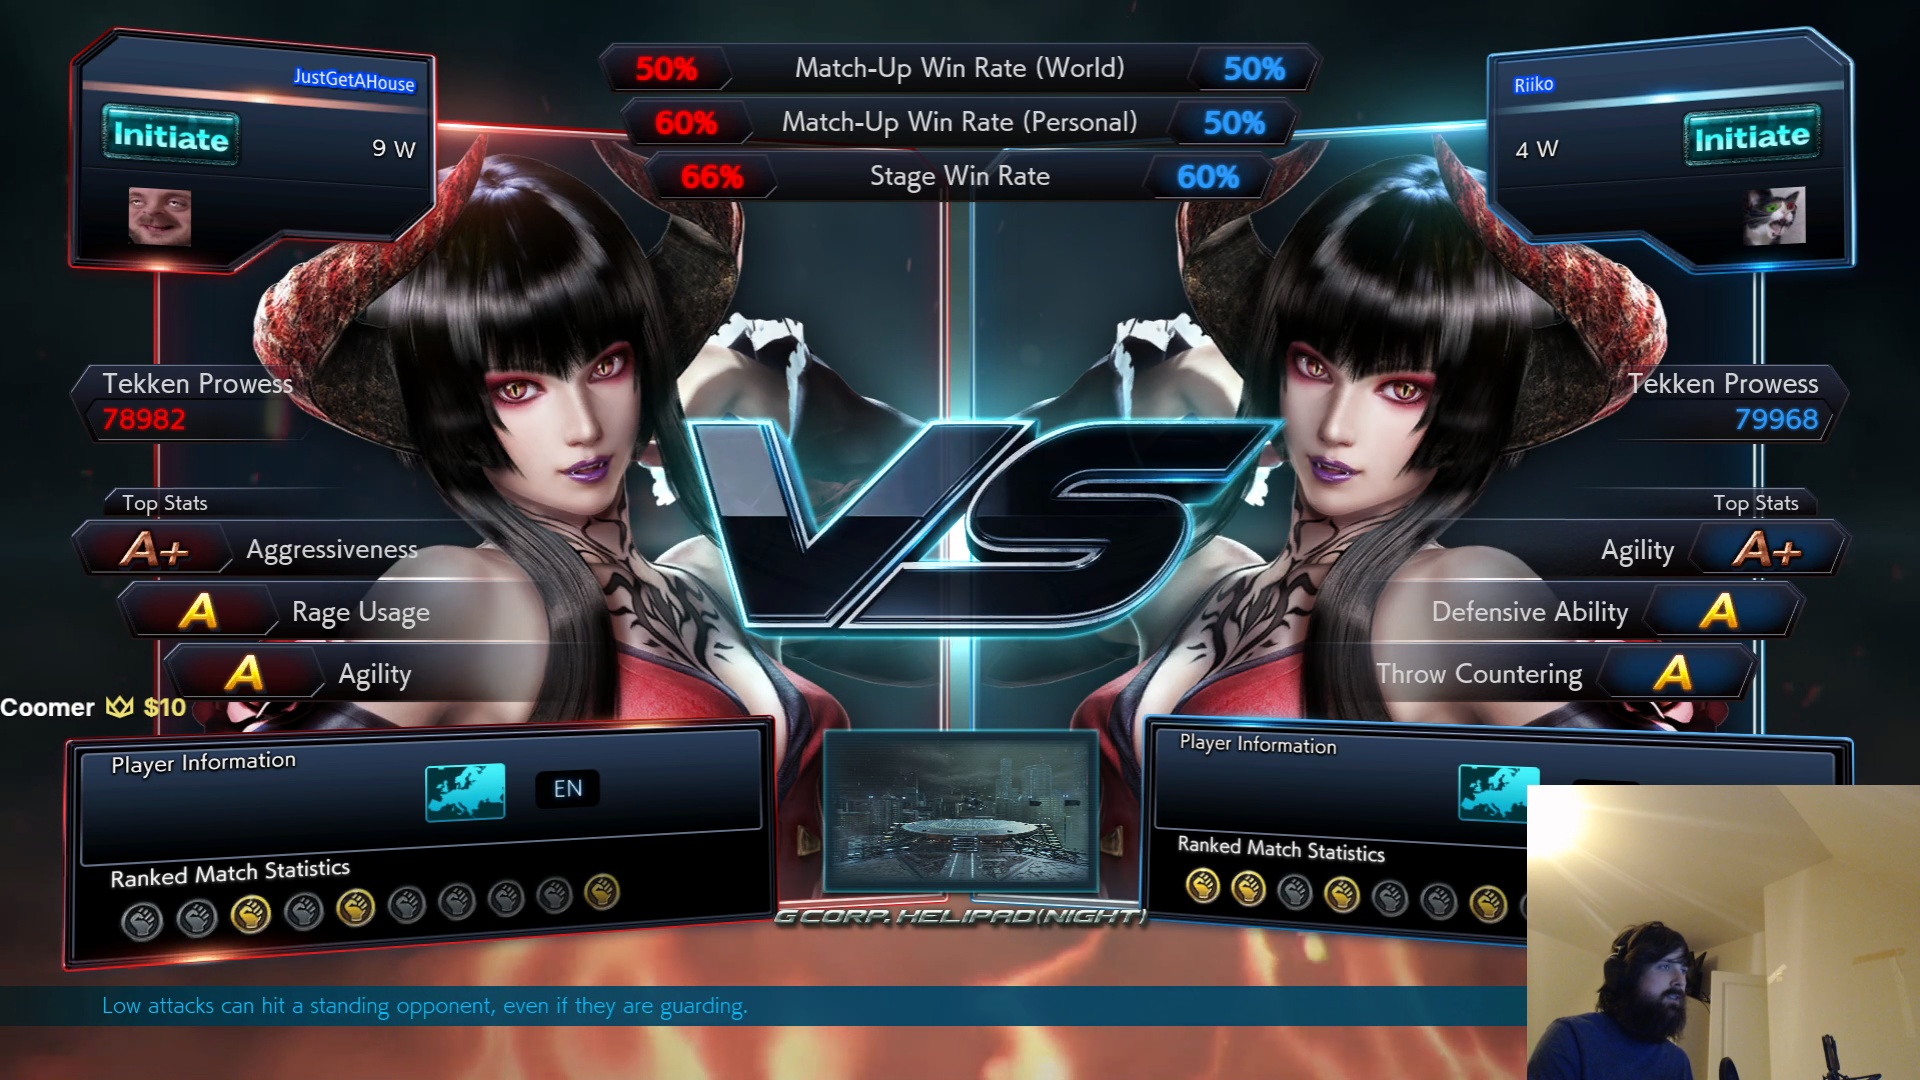 JustGetAHouse
Initiate
9 W
50%
Match-Up Win Rate (World)
50%
60%
Match-Up Win Rate (Personal)
50%
66%
Stage Win Rate
60%
Riiko
4 W
Initiate
Tekken Prowess
78982
Tekken Prowess
79968
VS
Top Stats
A+ Aggressiveness
A Rage Usage
A Agility
Top Stats
Agility A+
Defensive Ability A
Throw Countering A
Coomer $10
Player Information
EN
Ranked Match Statistics
Player Information
Ranked Match Statistics
G CORP. HELIPAD (NIGHT)
Low attacks can hit a standing opponent, even if they are guarding.